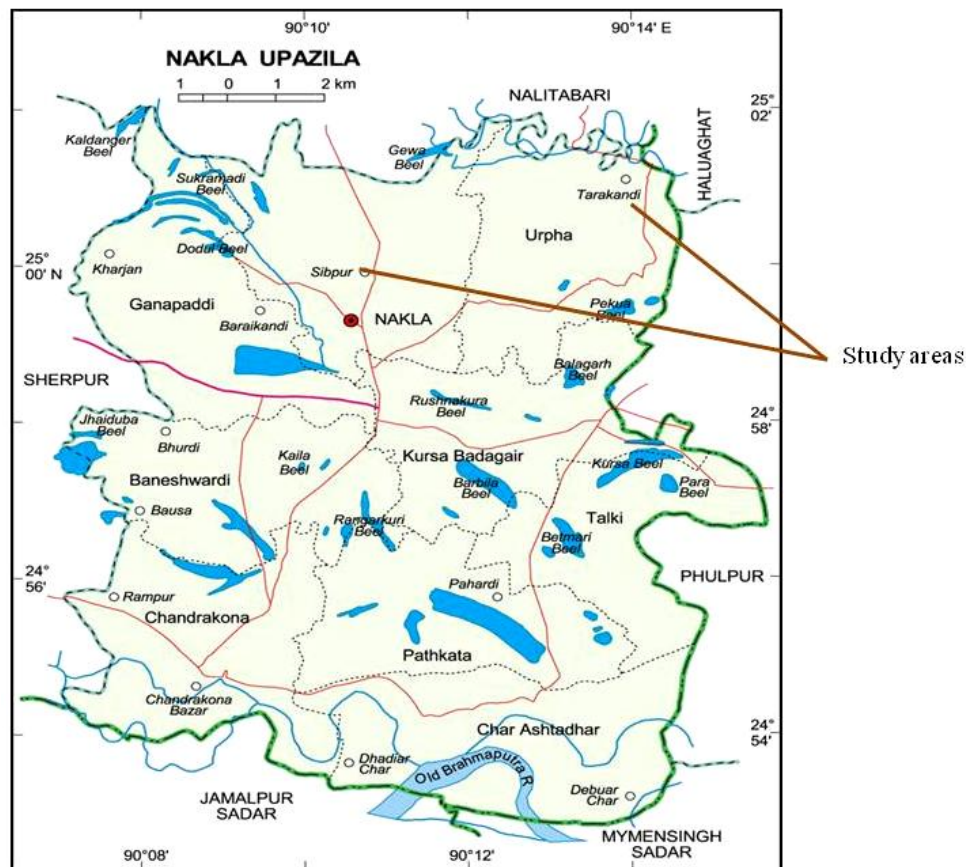 90°10'
90°14' E
NAKLA UPAZILA
1 0 1 2 km
NALITABARI
25°
02'
HALUAGHAT
Kaldanger
Beel
Gewa
Beel
Sukramadi
Beel
Tarakandi
Urpha
Dodul Beel
25°
00' N
Kharjan
Sibpur
Ganapaddi
Baraikandi
NAKLA
Pekua
Beel
Study areas
SHERPUR
Balagarh
Beel
Rushnakura
Beel
24°
58'
Jhaiduba
Beel
Bhurdi
Kaila
Beel
Kursa Badagair
Kursa Beel
Baneshwardi
Barbila
Beel
Para
Beel
Bausa
Rangarkuri
Beel
Talki
Betmari
Beel
24°
56'
PHULPUR
Rampur
Pahardi
Chandrakona
Pathkata
Chandrakona
Bazar
Char Ashtadhar
24°
54'
Dhadiar
Char
Old Brahmaputra R
Debuar
Char
JAMALPUR
SADAR
MYMENSINGH
SADAR
90°08'
90°12'